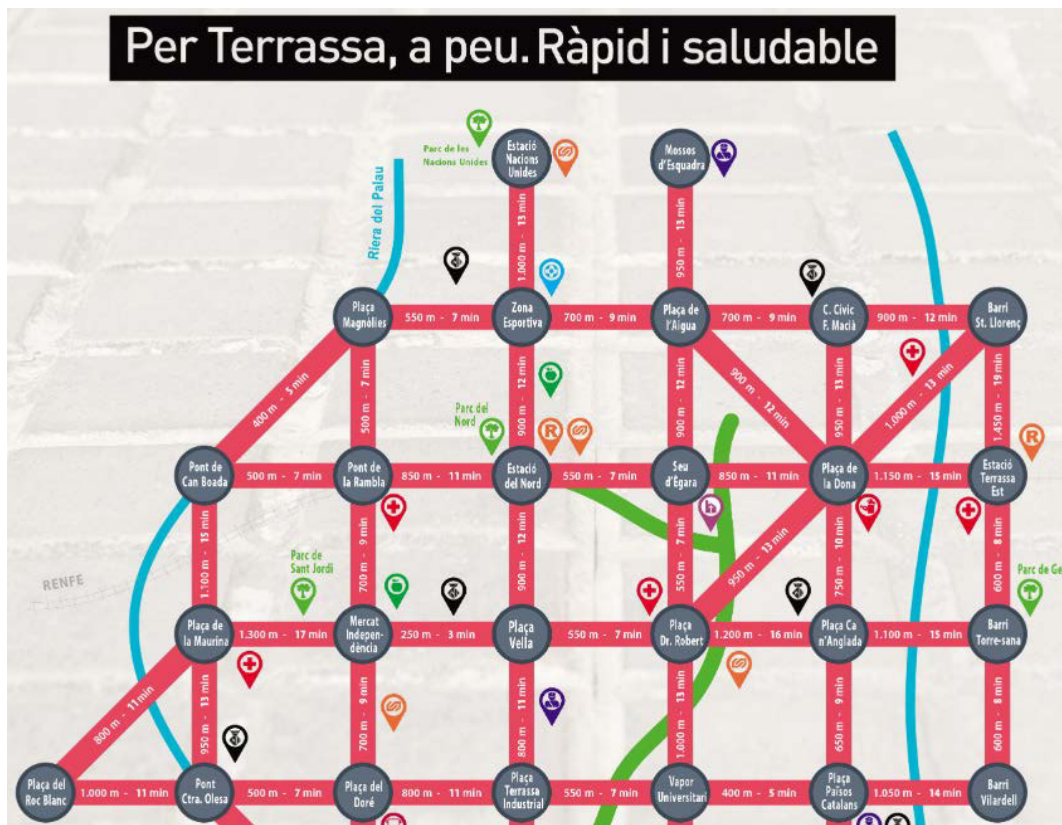 Per Terrassa, a peu. Ràpid i saludable
Parc de les
Nacions Unides
Estació
Nacions
Unides
Mossos
d'Esquadra
Riera del Palau
1.000 m - 13 min
950 m - 13 min
Plaça
Magnòlies
550 m - 7 min
Zona
Esportiva
700 m - 9 min
Plaça de
l'Aigua
700 m - 9 min
C. Cívic
F. Macià
900 m - 12 min
Barri
St. Llorenç
400 m - 5 min
500 m - 7 min
900 m - 12 min
900 m - 12 min
900 m - 12 min
950 m - 13 min
1.000 m - 13 min
1.450 m - 19 min
Parc del
Nord
R
R
Pont de
Can Boada
500 m - 7 min
Pont de
la Rambla
850 m - 11 min
Estació
del Nord
550 m - 7 min
Seu
d'Ègara
850 m - 11 min
Plaça de
la Dona
1.150 m - 15 min
Estació
Terrassa
Est
RENFE
1.100 m - 15 min
Parc de
Sant Jordi
700 m - 9 min
900 m - 12 min
550 m - 7 min
950 m - 13 min
750 m - 10 min
600 m - 8 min
Parc de Ge
Plaça de
la Maurina
1.300 m - 17 min
Mercat
Indepen-
dència
250 m - 3 min
Plaça
Vella
550 m - 7 min
Plaça
Dr. Robert
1.200 m - 16 min
Plaça Ca
n'Anglada
1.100 m - 15 min
Barri
Torre-sana
800 m - 11 min
950 m - 13 min
700 m - 9 min
800 m - 11 min
1.000 m - 13 min
650 m - 9 min
600 m - 8 min
Plaça del
Roc Blanc
1.000 m - 11 min
Pont
Ctra. Olesa
500 m - 7 min
Plaça del
Doré
800 m - 11 min
Plaça
Terrassa
Industrial
550 m - 7 min
Vapor
Universitari
400 m - 5 min
Plaça
Països
Catalans
1.050 m - 14 min
Barri
Vilardell